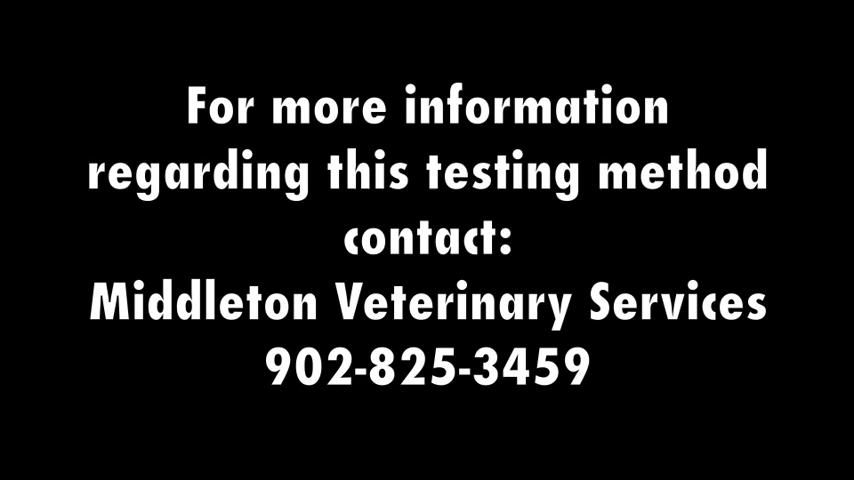 For more information
regarding this testing method
contact:
Middleton Veterinary Services
902-825-3459